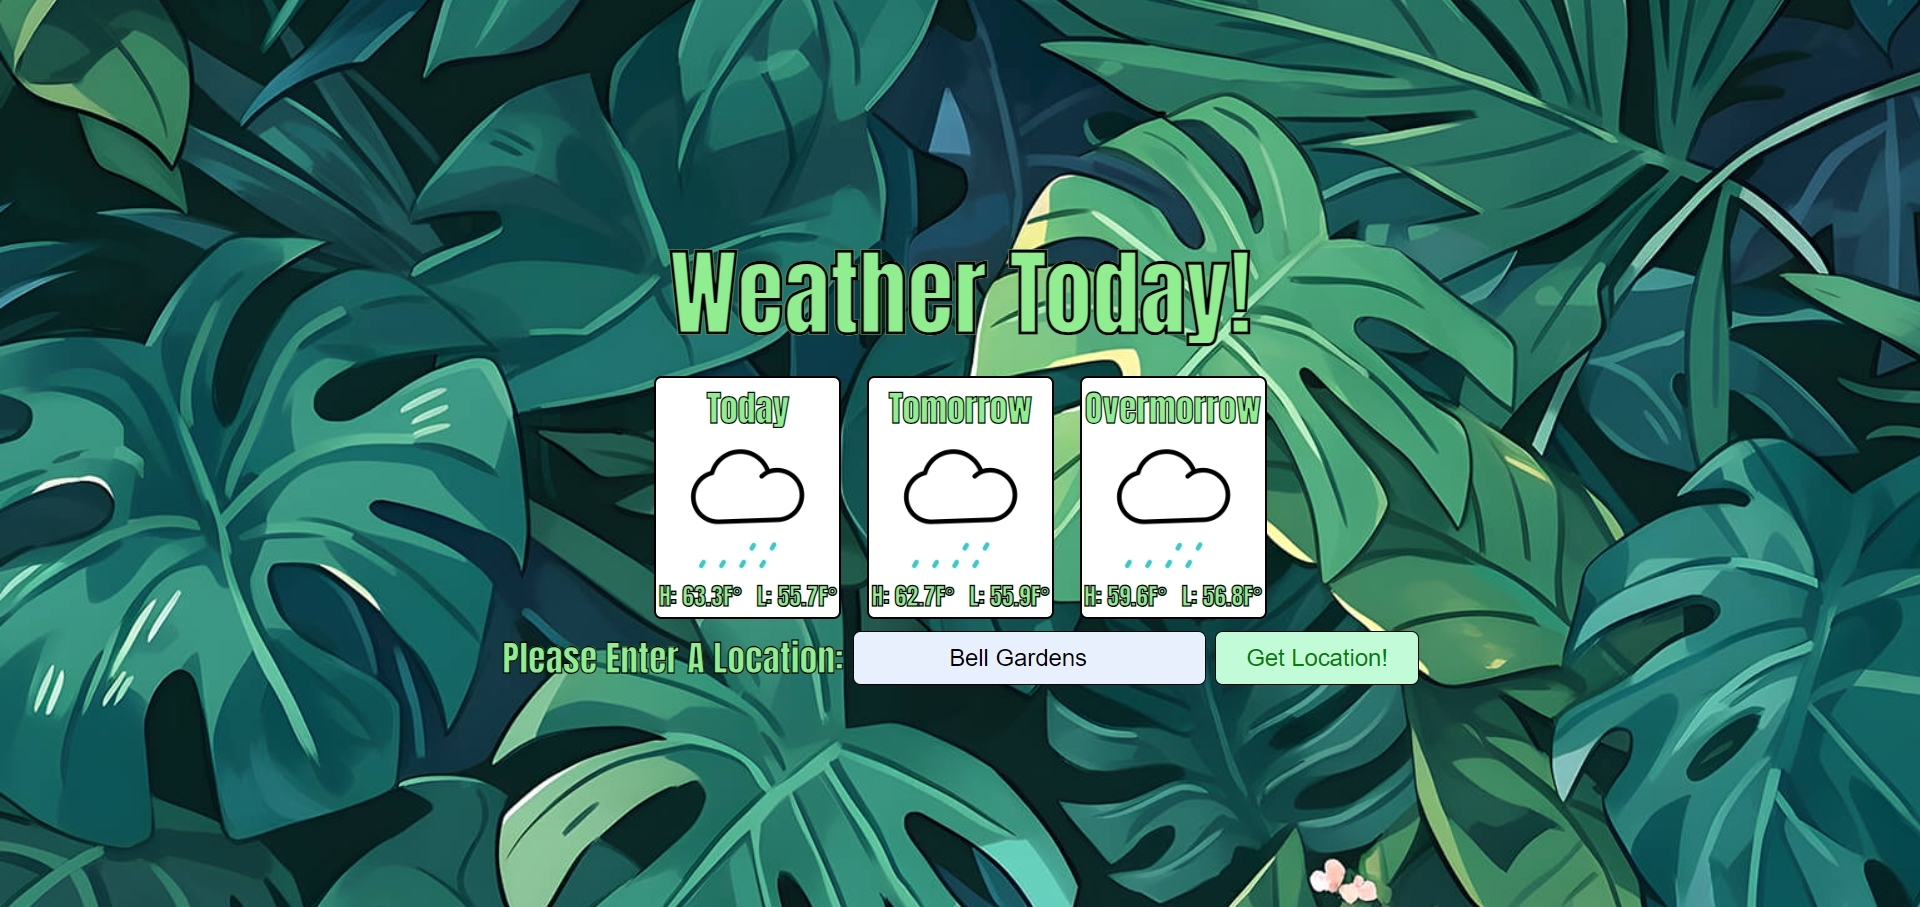 Weather Today!
Today
Tomorrow
Overmorrow
H: 63.3F° L: 55.7F°
H: 62.7F° L: 55.9F°
H: 59.6F° L: 56.8F°
Please Enter A Location: Bell Gardens Get Location!